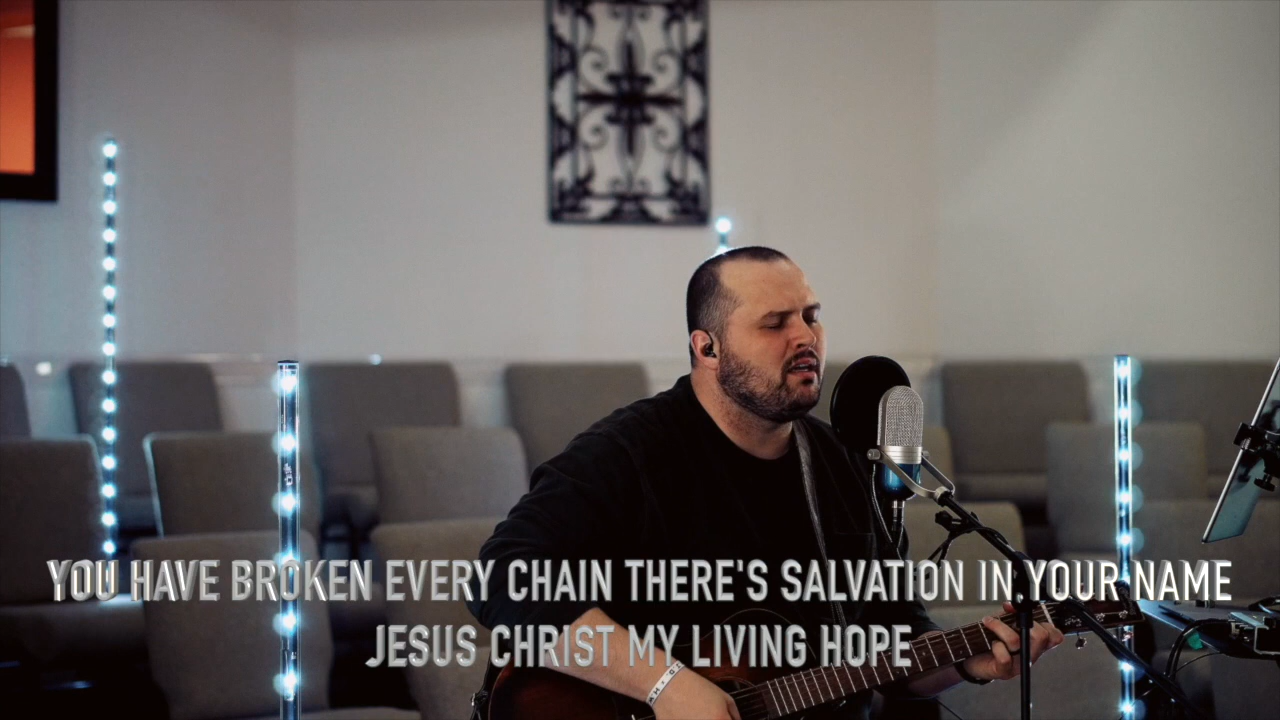 YOU HAVE BROKEN EVERY CHAIN THERE'S SALVATION IN YOUR NAME
JESUS CHRIST MY LIVING HOPE